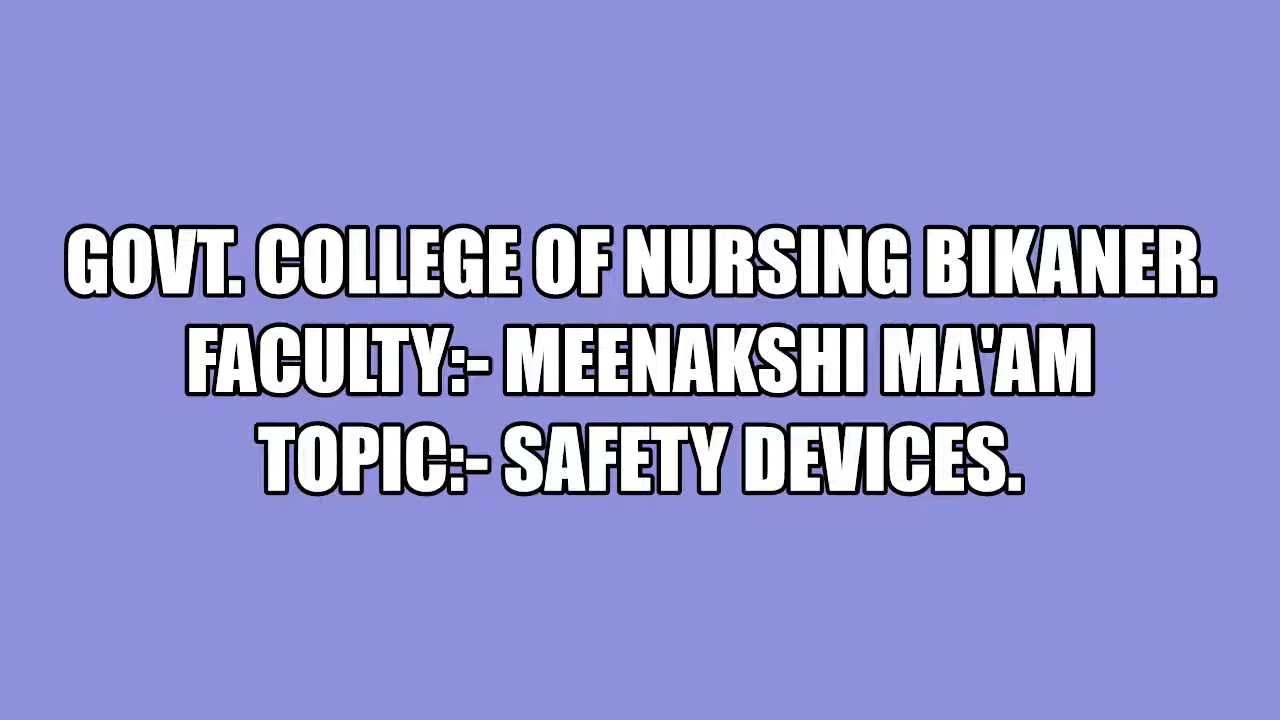 GOVT. COLLEGE OF NURSING BIKANER.
FACULTY:- MEENAKSHI MA'AM
TOPIC:- SAFETY DEVICES.